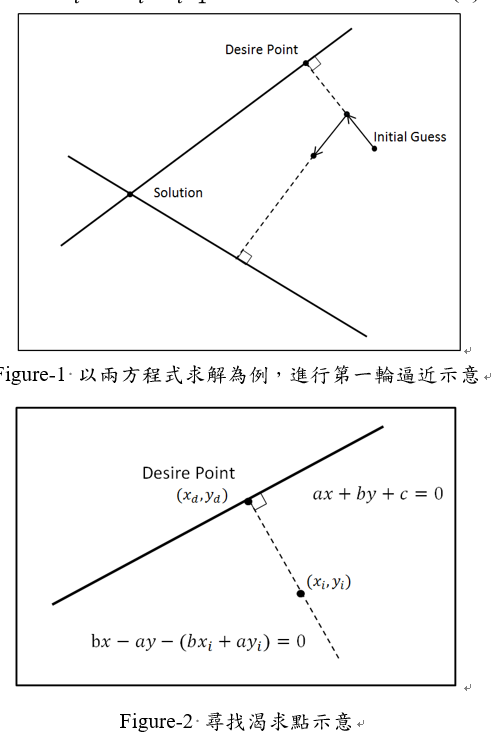 Desire Point
Initial Guess
Solution
Figure-1 以兩方程式求解為例，進行第一輪逼近示意
Desire Point
(x_d, y_d)
ax + by + c = 0
(x_i, y_i)
bx − ay − (bx_i + ay_i) = 0
Figure-2 尋找渴求點示意